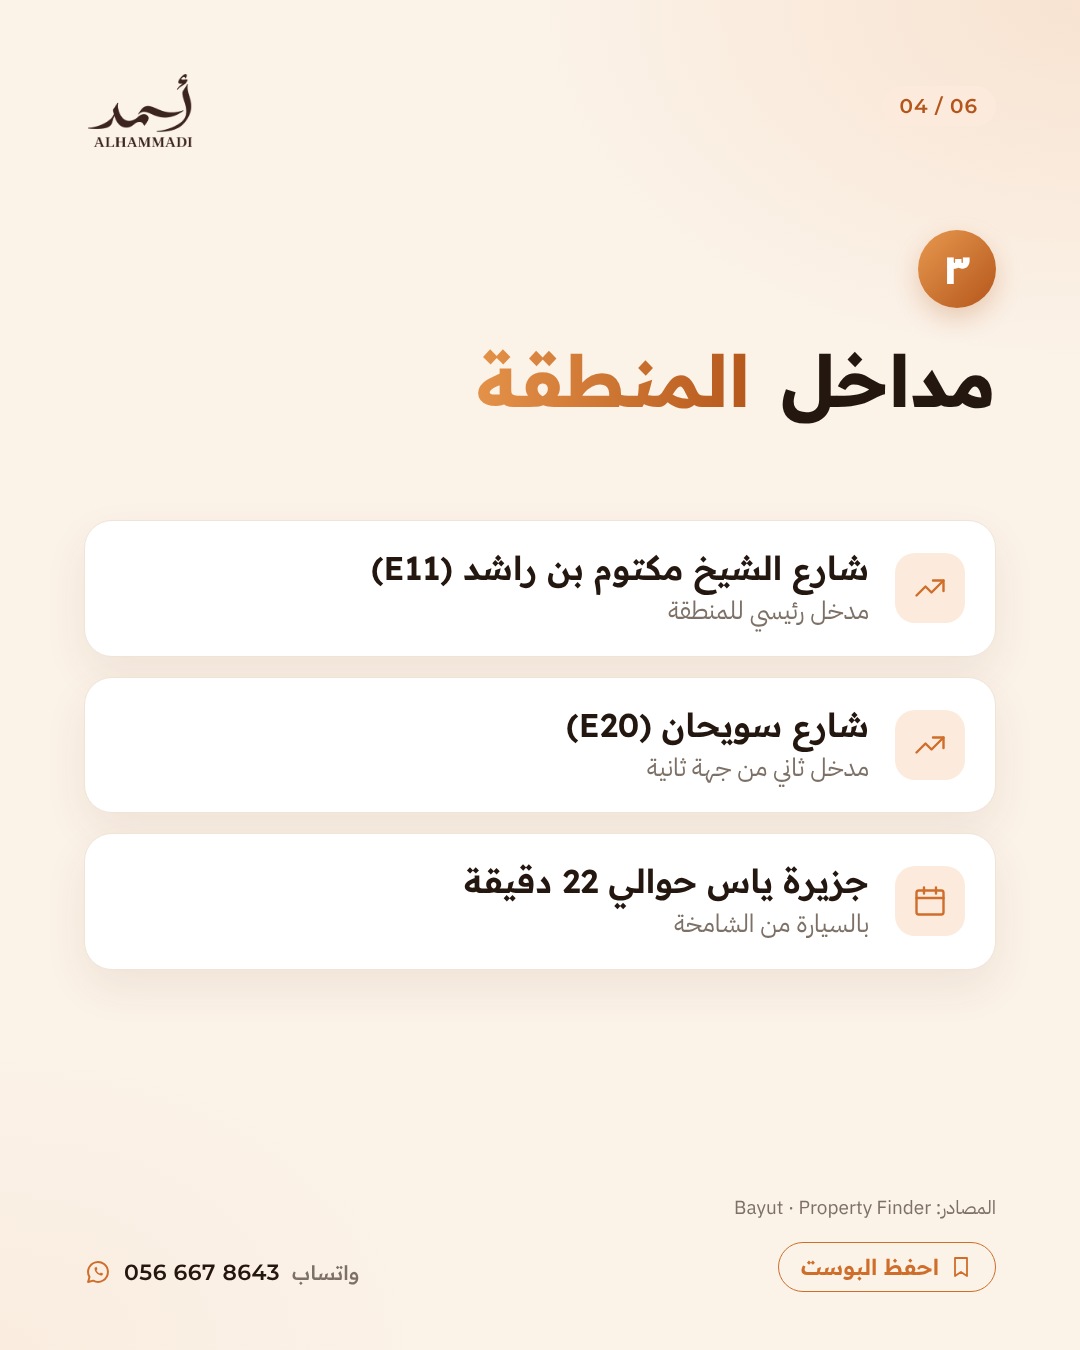 أحمد
ALHAMMADI
04 / 06
٣
مداخل المنطقة
شارع الشيخ مكتوم بن راشد (E11)
مدخل رئيسي للمنطقة
شارع سويحان (E20)
مدخل ثاني من جهة ثانية
جزيرة ياس حوالي 22 دقيقة
بالسيارة من الشامخة
المصادر: Bayut · Property Finder
احفظ البوست
واتساب 056 667 8643